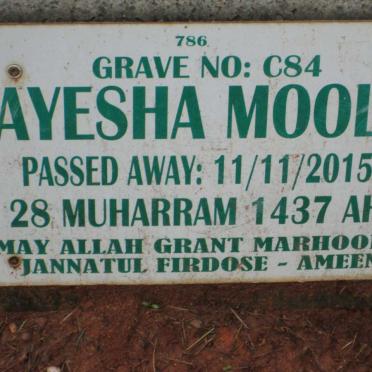 786
GRAVE NO: C84
AYESHA MOOL
PASSED AWAY: 11/11/2015
28 MUHARRAM 1437 AH
MAY ALLAH GRANT MARHOO
JANNATUL FIRDOSE - AMEEN